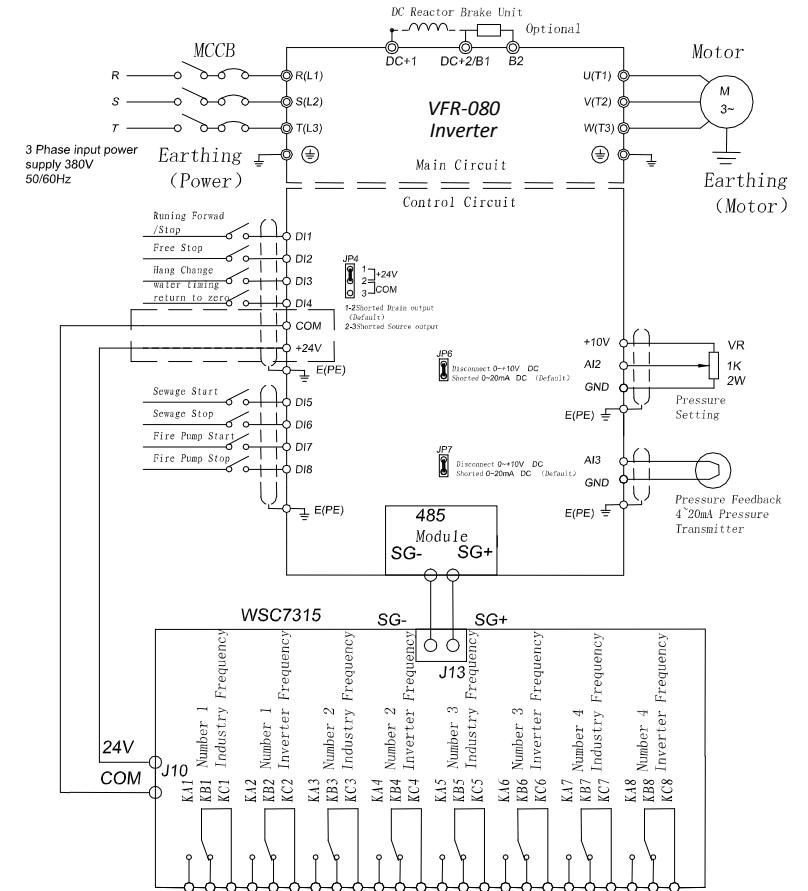 DC Reactor Brake Unit
Optional
MCCB
DC+1
DC+2/B1
B2
Motor
R
R(L1)
U(T1)
S
S(L2)
V(T2)
T
T(L3)
W(T3)
M
3~
VFR-080
Inverter
3 Phase input power
supply 380V
50/60Hz
Earthing
(Power)
Main Circuit
Earthing
(Motor)
Control Circuit
Runing Forwad
/Stop
DI1
Free Stop
DI2
Hang Change
DI3
water timing
return to zero
DI4
COM
+24V
E(PE)
JP4
1
2
3
+24V
COM
1-2Shorted Drain output
(Default)
2-3Shorted Source output
JP6
Disconnect 0~+10V DC
Shorted 0~20mA DC (Default)
+10V
AI2
GND
E(PE)
VR
1K
2W
Pressure
Setting
Sewage Start
DI5
Sewage Stop
DI6
Fire Pump Start
DI7
Fire Pump Stop
DI8
E(PE)
JP7
Disconnect 0~+10V DC
Shorted 0~20mA DC (Default)
AI3
GND
E(PE)
Pressure Feedback
4~20mA Pressure
Transmitter
485
Module
SG-
SG+
WSC7315
SG-
SG+
J13
24V
COM
J10
KA1
KB1
KC1
Number 1
Industry Frequency
KA2
KB2
KC2
Number 1
Inverter Frequency
KA3
KB3
KC3
Number 2
Industry Frequency
KA4
KB4
KC4
Number 2
Inverter Frequency
KA5
KB5
KC5
Number 3
Industry Frequency
KA6
KB6
KC6
Number 3
Inverter Frequency
KA7
KB7
KC7
Number 4
Industry Frequency
KA8
KB8
KC8
Number 4
Inverter Frequency